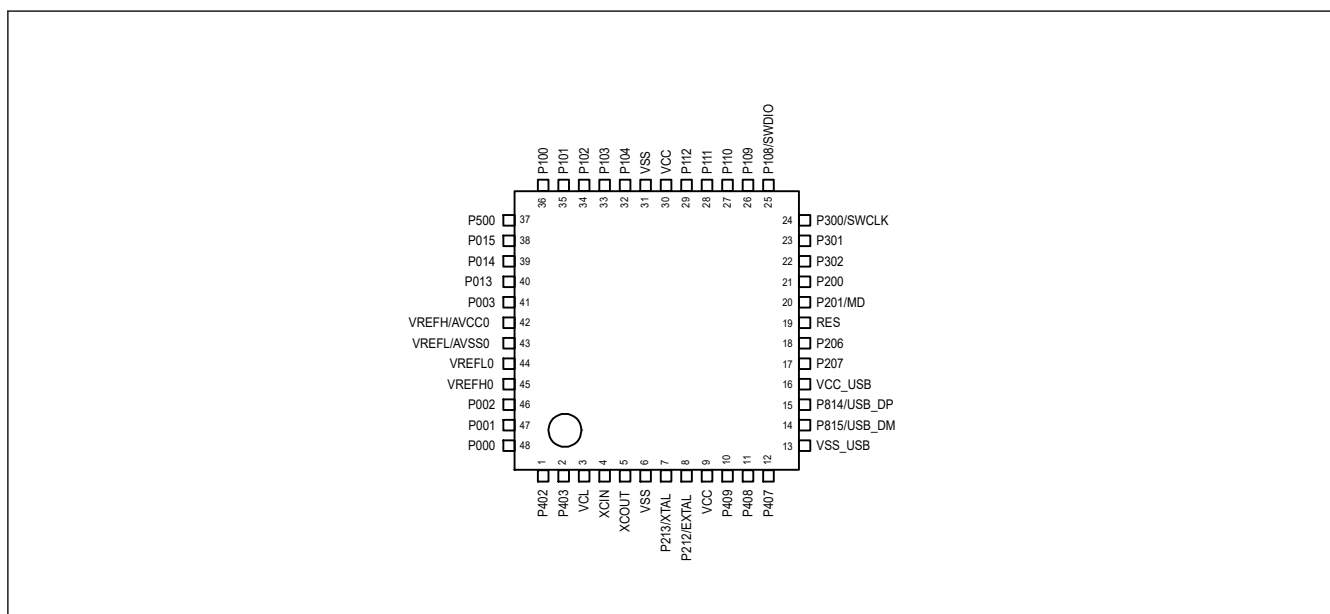 P100 P101 P102 P103 P104 VSS VCC P112 P111 P110 P109 P108/SWDIO
36 35 34 33 32 31 30 29 28 27 26 25
P500 37 24 P300/SWCLK
P015 38 23 P301
P014 39 22 P302
P013 40 21 P200
P003 41 20 P201/MD
VREFH/AVCC0 42 19 RES
VREFL/AVSS0 43 18 P206
VREFL0 44 17 P207
VREFH0 45 16 VCC_USB
P002 46 15 P814/USB_DP
P001 47 14 P815/USB_DM
P000 48 13 VSS_USB
1 2 3 4 5 6 7 8 9 10 11 12
P402 P403 VCL XCIN XCOUT VSS P213/XTAL P212/EXTAL VCC P409 P408 P407